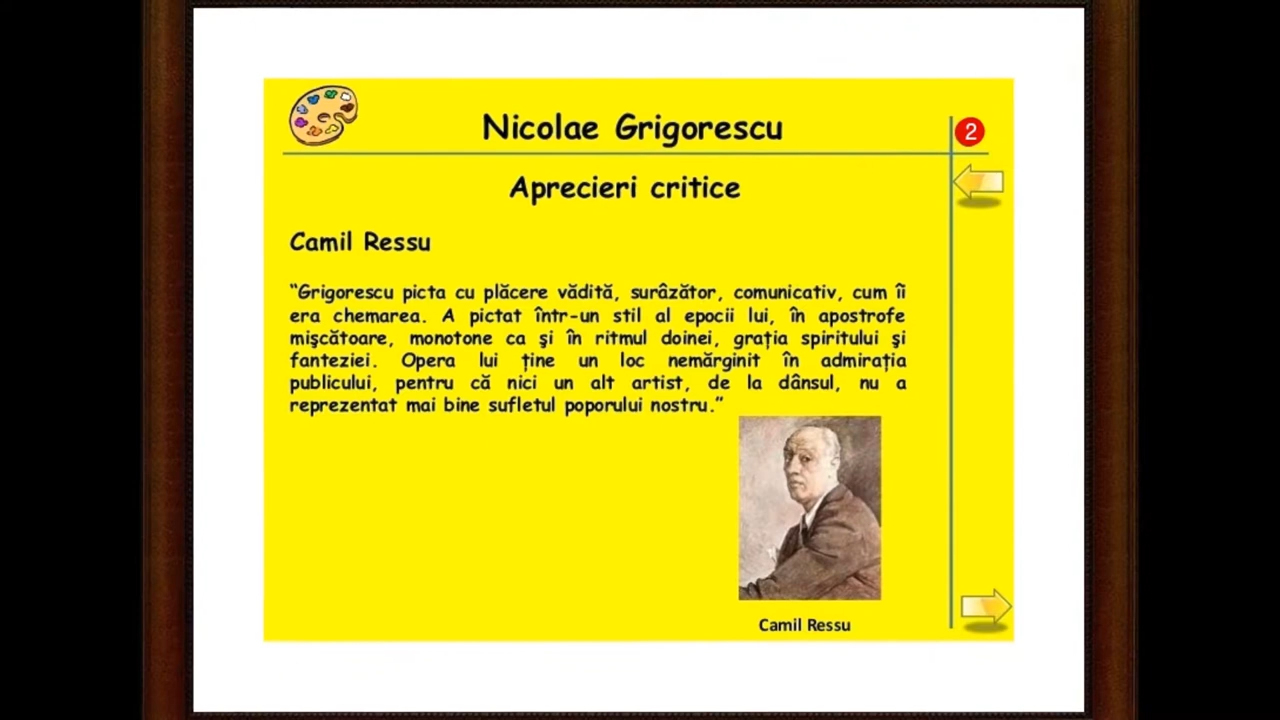 Nicolae Grigorescu
2
Aprecieri critice
Camil Ressu
“Grigorescu picta cu plăcere vădită, surâzător, comunicativ, cum îi
era chemarea. A pictat într-un stil al epocii lui, în apostrofe
mişcătoare, monotone ca şi în ritmul doinei, graţia spiritului şi
fanteziei. Opera lui ţine un loc nemărginit în admiraţia
publicului, pentru că nici un alt artist, de la dânsul, nu a
reprezentat mai bine sufletul poporului nostru.”
Camil Ressu